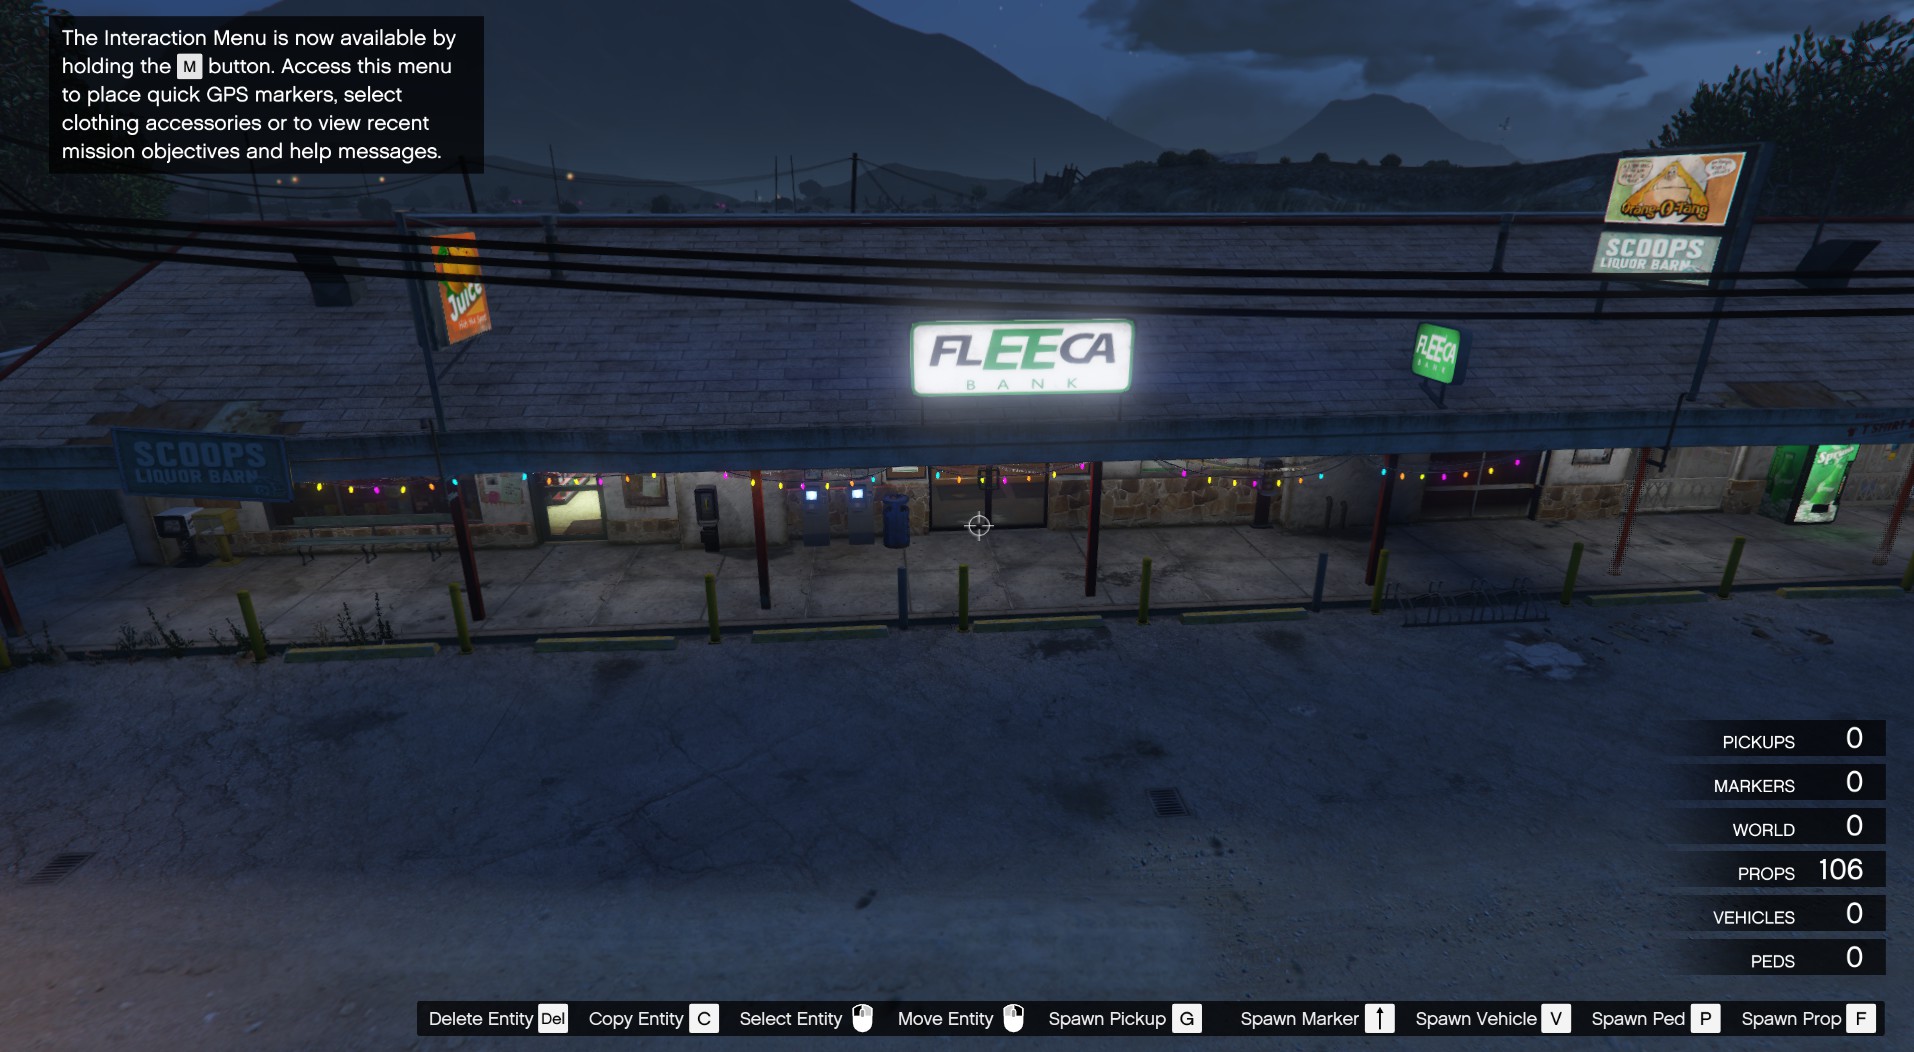 The Interaction Menu is now available by
holding the M button. Access this menu
to place quick GPS markers, select
clothing accessories or to view recent
mission objectives and help messages.
Orang-O-Tang
SCOOPS
LIQUOR BARN
Juice
FLEECA
BANK
FLEECA
BANK
SCOOPS
LIQUOR BARN
PICKUPS 0
MARKERS 0
WORLD 0
PROPS 106
VEHICLES 0
PEDS 0
Delete Entity Del Copy Entity C Select Entity Move Entity Spawn Pickup G Spawn Marker ↑ Spawn Vehicle V Spawn Ped P Spawn Prop F